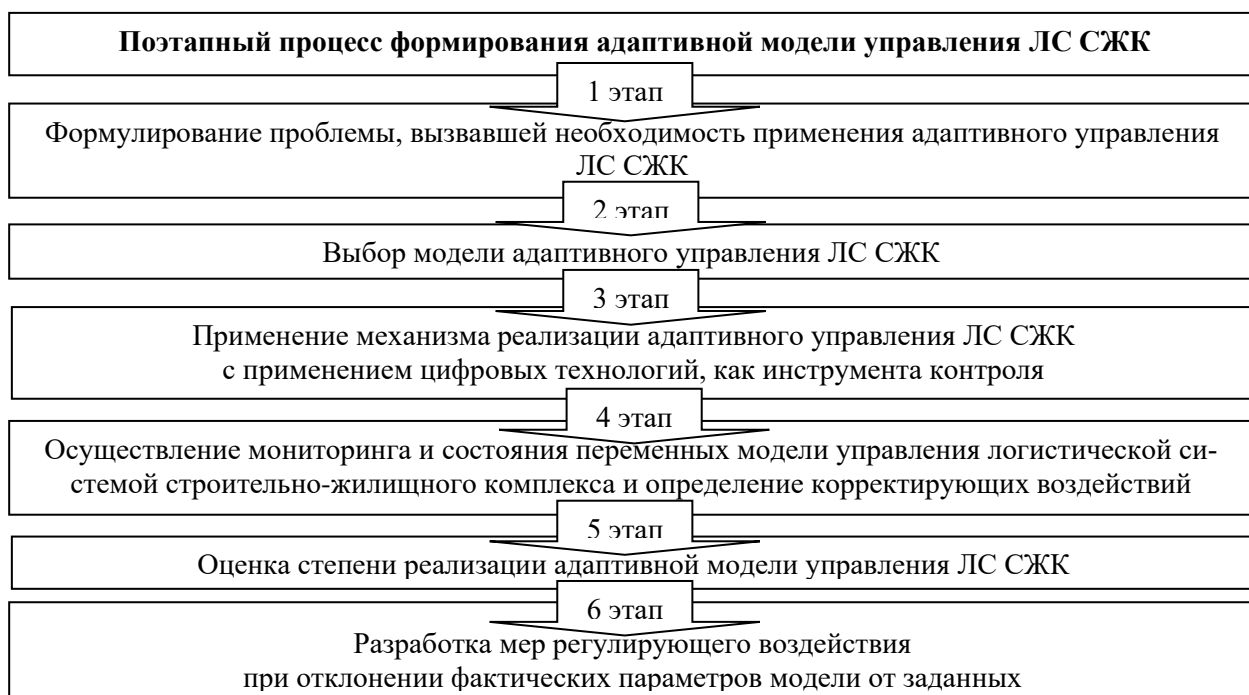 Поэтапный процесс формирования адаптивной модели управления ЛС СЖК
1 этап
Формулирование проблемы, вызвавшей необходимость применения адаптивного управления
ЛС СЖК
2 этап
Выбор модели адаптивного управления ЛС СЖК
3 этап
Применение механизма реализации адаптивного управления ЛС СЖК
с применением цифровых технологий, как инструмента контроля
4 этап
Осуществление мониторинга и состояния переменных модели управления логистической си-
стемой строительно-жилищного комплекса и определение корректирующих воздействий
5 этап
Оценка степени реализации адаптивной модели управления ЛС СЖК
6 этап
Разработка мер регулирующего воздействия
при отклонении фактических параметров модели от заданных